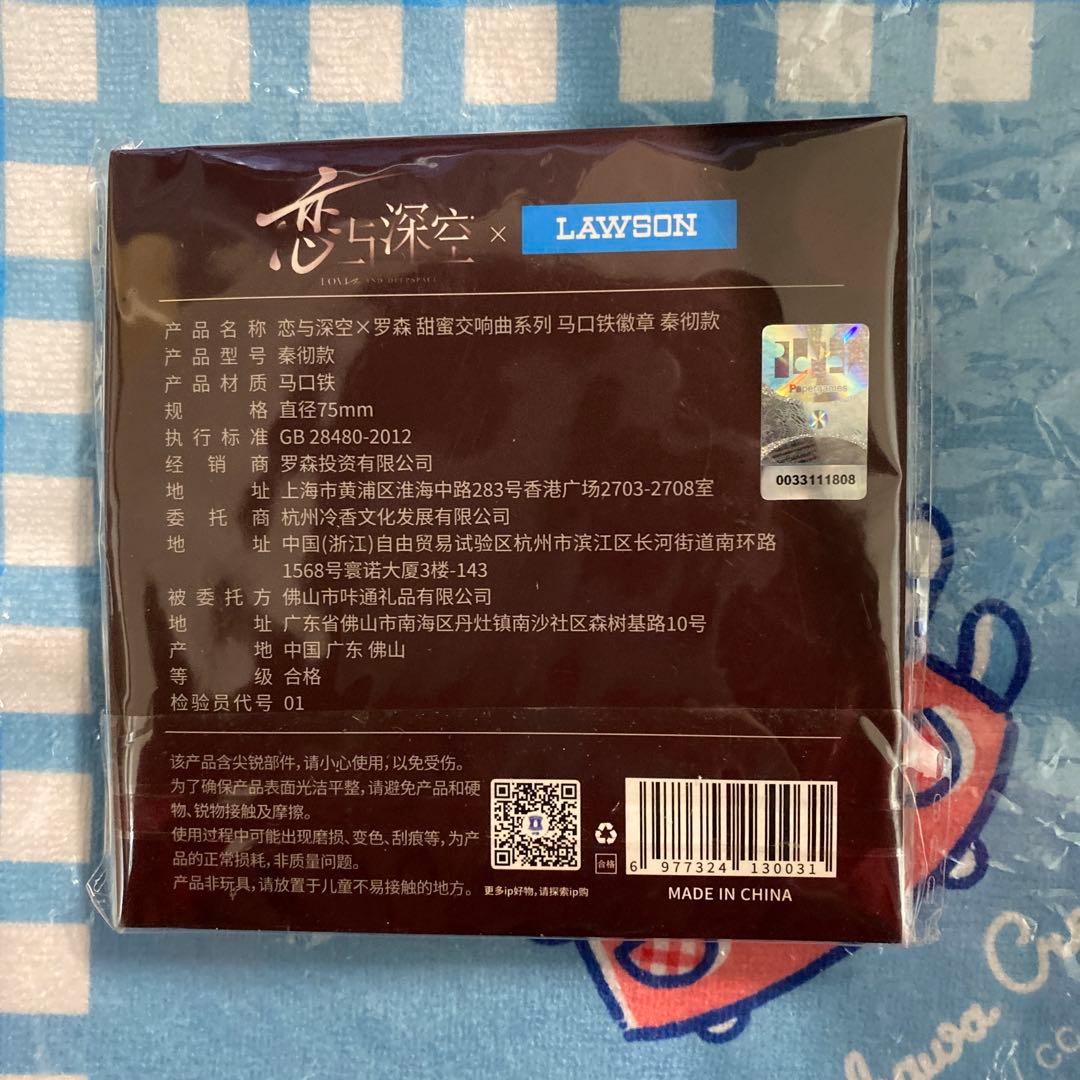 恋与深空 × LAWSON
LOVE AND DEEPSPACE
产品名称 恋与深空×罗森 甜蜜交响曲系列 马口铁徽章 秦彻款
产品型号 秦彻款
产品材质 马口铁
规格 直径75mm
执行标准 GB 28480-2012
经销商 罗森投资有限公司
地址 上海市黄浦区淮海中路283号香港广场2703-2708室
委托商 杭州冷香文化发展有限公司
地址 中国(浙江)自由贸易试验区杭州市滨江区长河街道南环路
1568号寰诺大厦3楼-143
被委托方 佛山市咔通礼品有限公司
地址 广东省佛山市南海区丹灶镇南沙社区森树基路10号
产地 中国 广东 佛山
等级 合格
检验员代号 01
Papergames
0033111808
该产品含尖锐部件,请小心使用,以免受伤。
为了确保产品表面光洁平整,请避免产品和硬
物、锐物接触及摩擦。
使用过程中可能出现磨损、变色、刮痕等,为产
品的正常损耗,非质量问题。
产品非玩具,请放置于儿童不易接触的地方。
更多ip好物,请探索ip购
合格
6 977324 130031
MADE IN CHINA